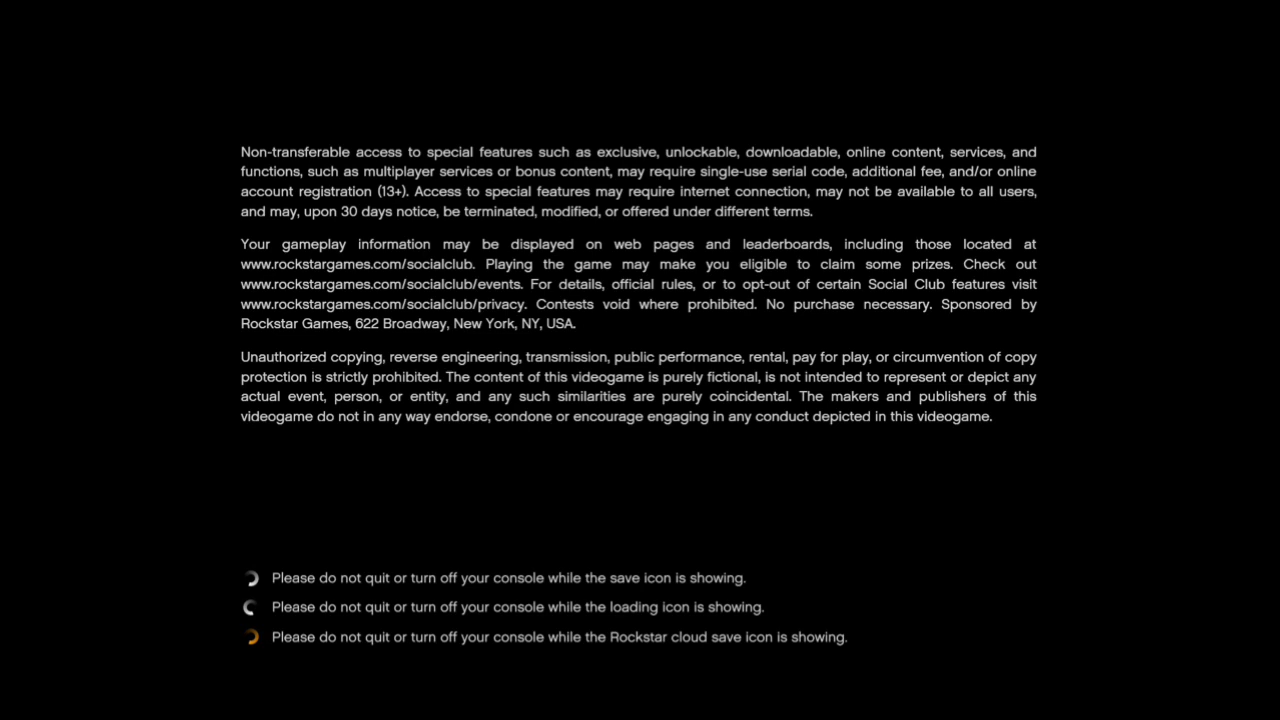 Non-transferable access to special features such as exclusive, unlockable, downloadable, online content, services, and
functions, such as multiplayer services or bonus content, may require single-use serial code, additional fee, and/or online
account registration (13+). Access to special features may require internet connection, may not be available to all users,
and may, upon 30 days notice, be terminated, modified, or offered under different terms.
Your gameplay information may be displayed on web pages and leaderboards, including those located at
www.rockstargames.com/socialclub. Playing the game may make you eligible to claim some prizes. Check out
www.rockstargames.com/socialclub/events. For details, official rules, or to opt-out of certain Social Club features visit
www.rockstargames.com/socialclub/privacy. Contests void where prohibited. No purchase necessary. Sponsored by
Rockstar Games, 622 Broadway, New York, NY, USA.
Unauthorized copying, reverse engineering, transmission, public performance, rental, pay for play, or circumvention of copy
protection is strictly prohibited. The content of this videogame is purely fictional, is not intended to represent or depict any
actual event, person, or entity, and any such similarities are purely coincidental. The makers and publishers of this
videogame do not in any way endorse, condone or encourage engaging in any conduct depicted in this videogame.
Please do not quit or turn off your console while the save icon is showing.
Please do not quit or turn off your console while the loading icon is showing.
Please do not quit or turn off your console while the Rockstar cloud save icon is showing.